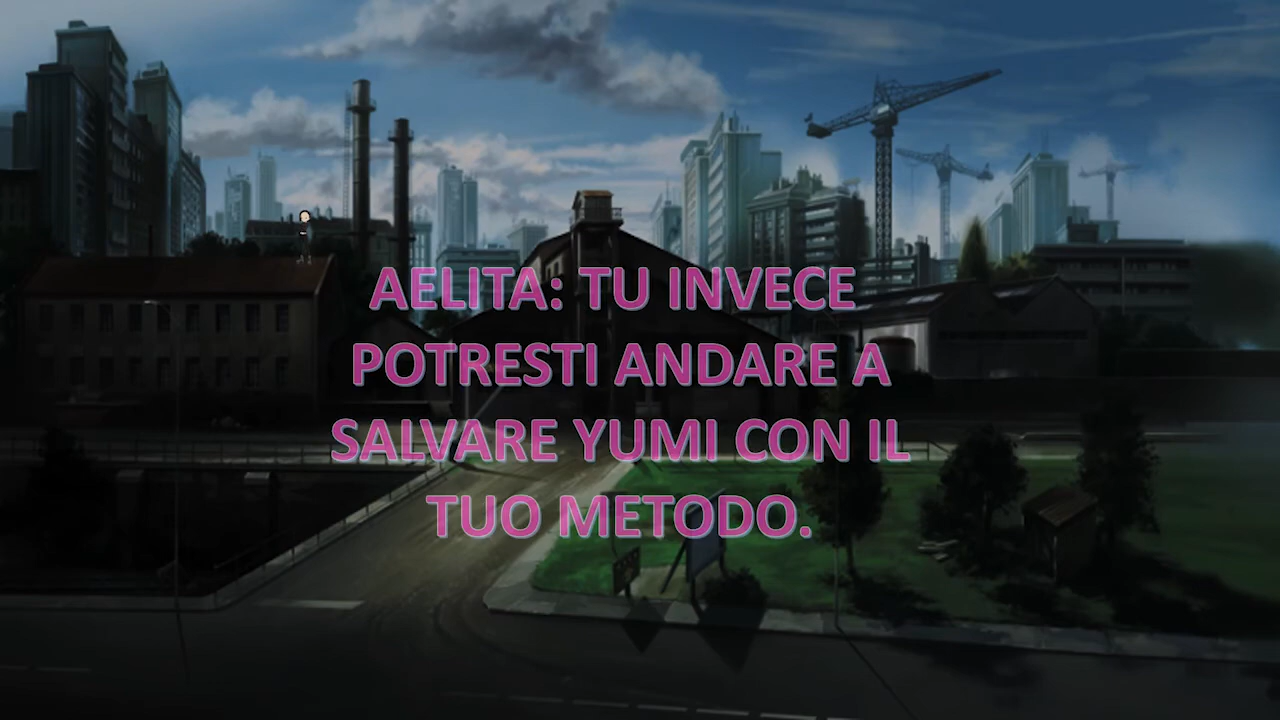 AELITA: TU INVECE
POTRESTI ANDARE A
SALVARE YUMI CON IL
TUO METODO.